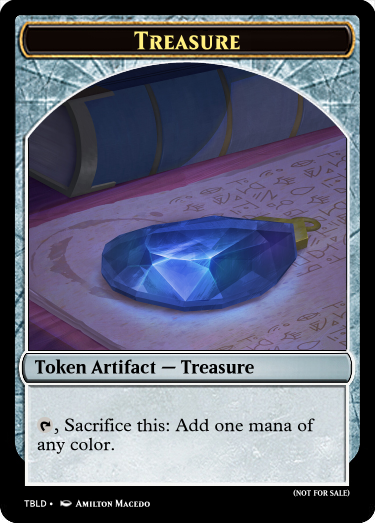 TREASURE
Token Artifact — Treasure
, Sacrifice this: Add one mana of
any color.
(NOT FOR SALE)
TBLD • AMILTON MACEDO